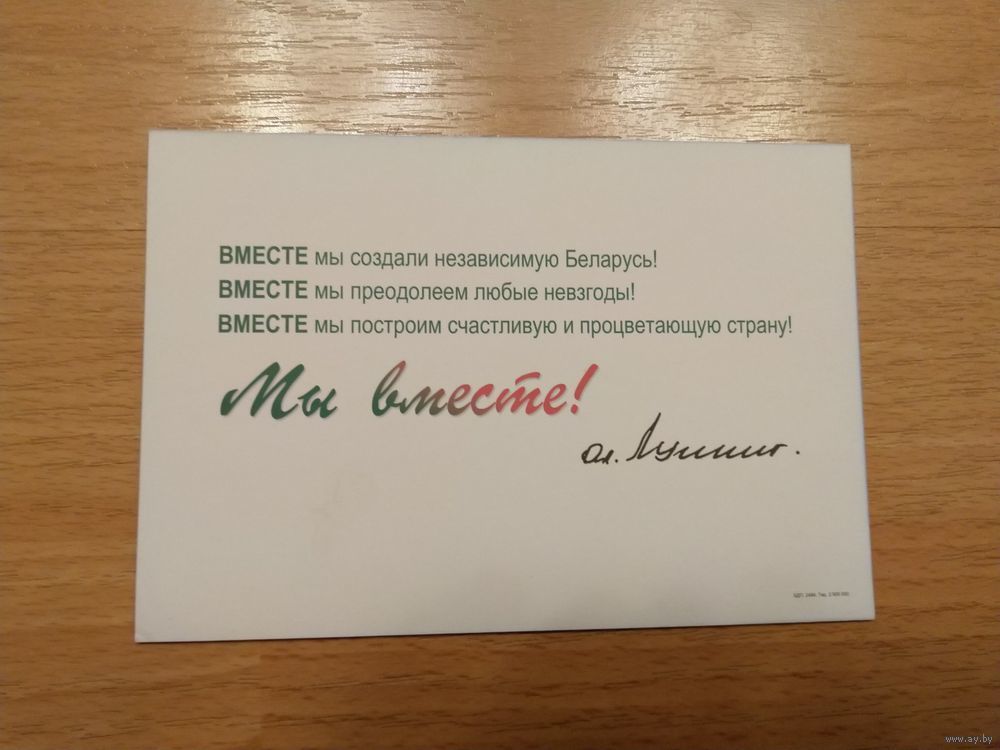 ВМЕСТЕ мы создали независимую Беларусь!
ВМЕСТЕ мы преодолеем любые невзгоды!
ВМЕСТЕ мы построим счастливую и процветающую страну!
Мы вместе!
www.ay.by